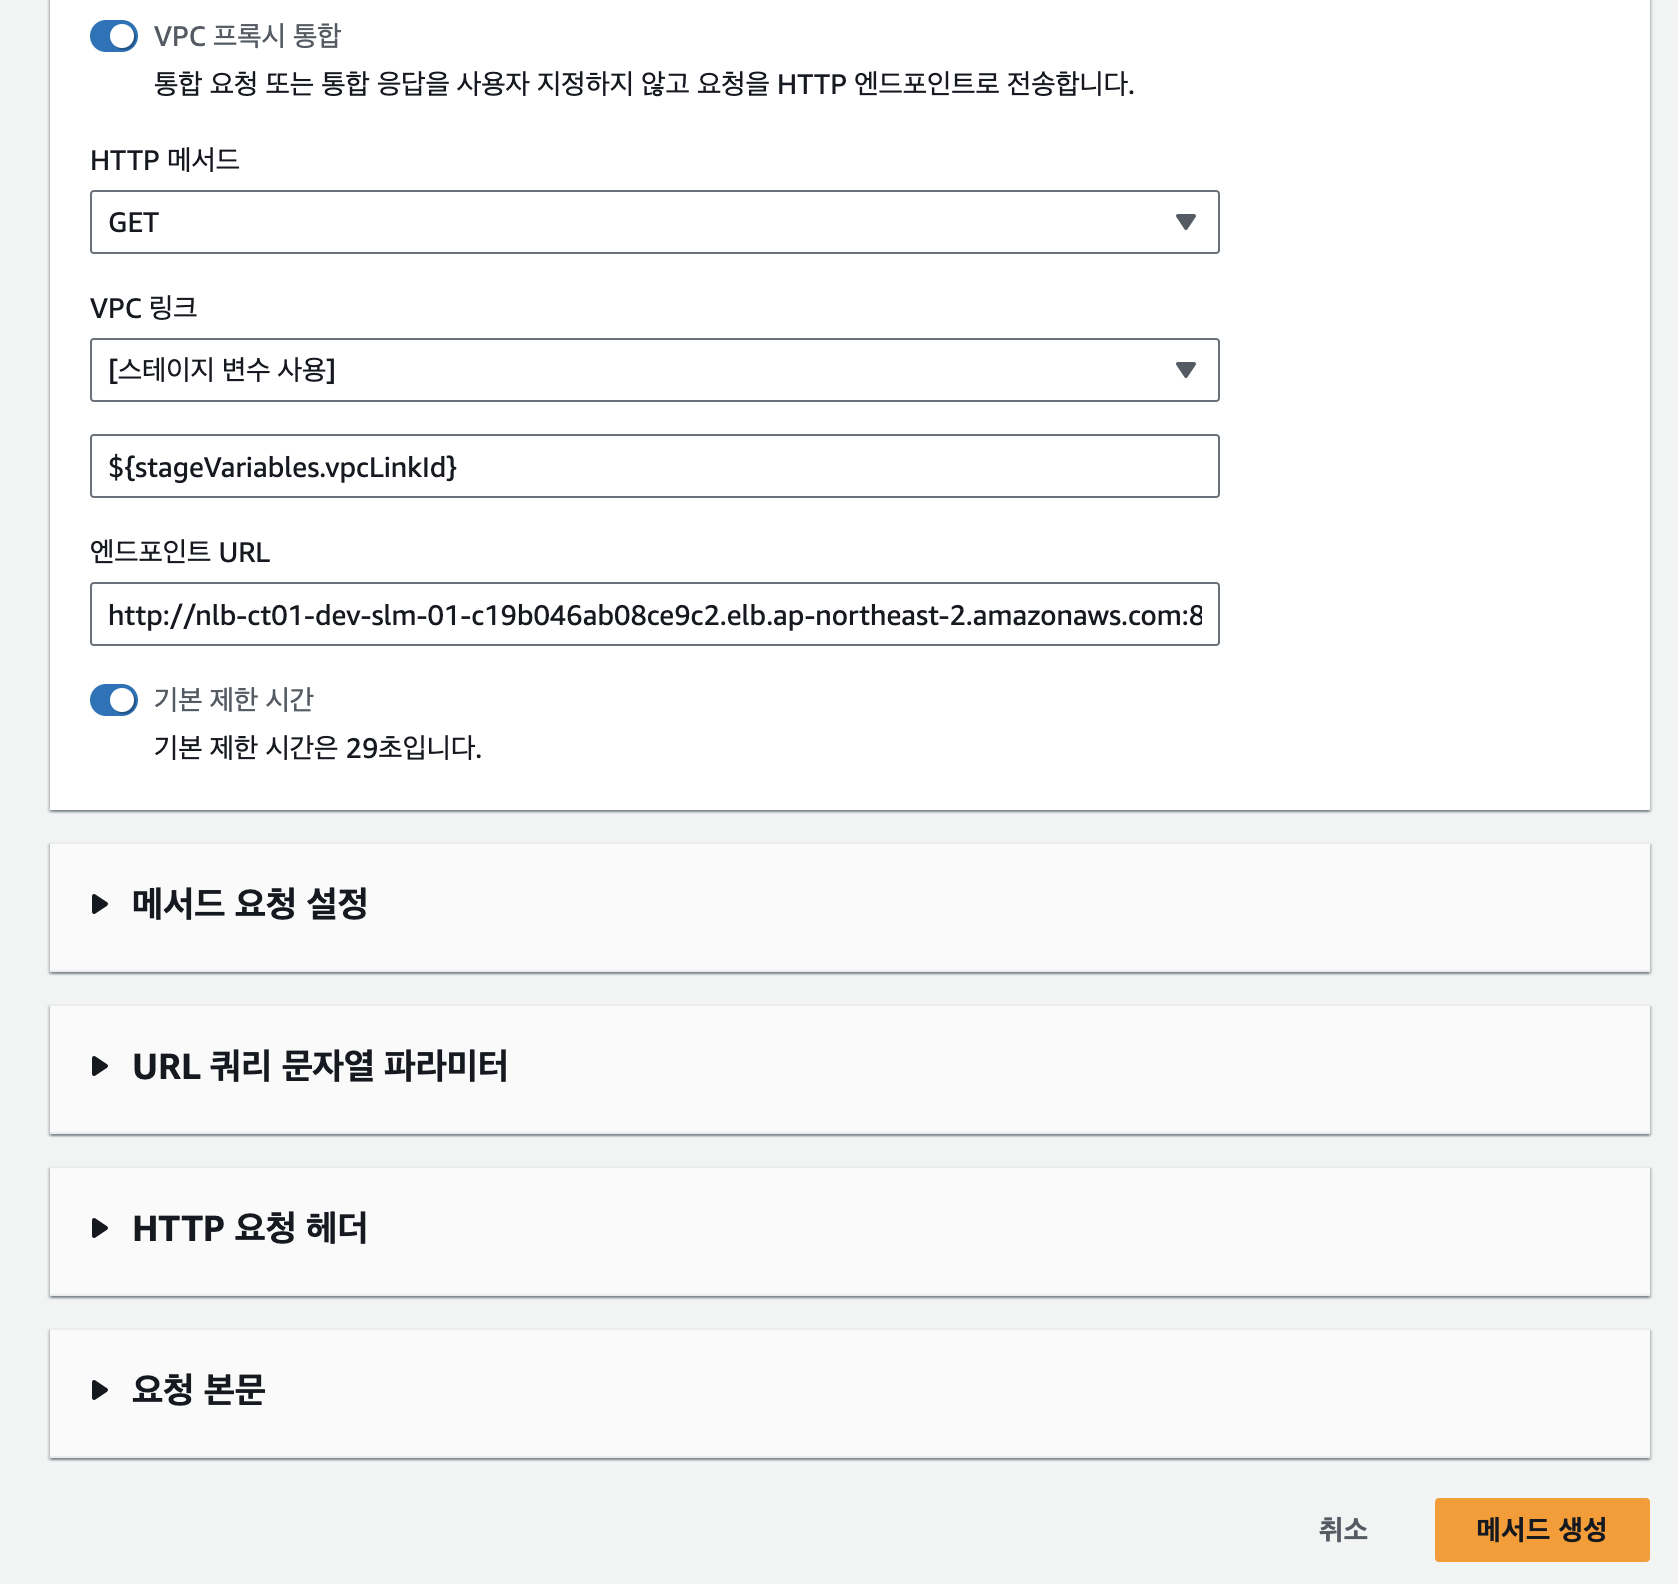 VPC 프록시 통합
통합 요청 또는 통합 응답을 사용자 지정하지 않고 요청을 HTTP 엔드포인트로 전송합니다.
HTTP 메서드
GET
VPC 링크
[스테이지 변수 사용]
${stageVariables.vpcLinkId}
엔드포인트 URL
http://nlb-ct01-dev-slm-01-c19b046ab08ce9c2.elb.ap-northeast-2.amazonaws.com:8
기본 제한 시간
기본 제한 시간은 29초입니다.
메서드 요청 설정
URL 쿼리 문자열 파라미터
HTTP 요청 헤더
요청 본문
취소
메서드 생성